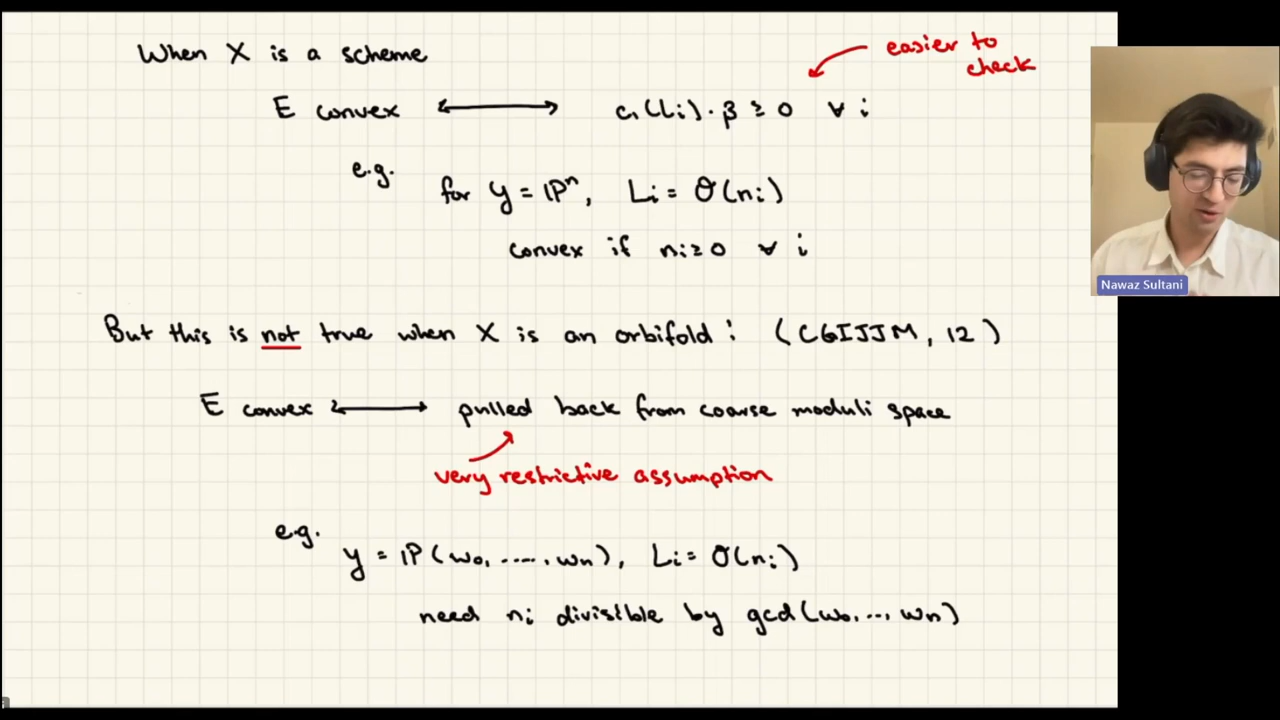 When X is a scheme
easier to
check
E convex ⟷ c₁(Li)·β ≥ 0 ∀ i
e.g.
for Y = ℙⁿ, Li = O(ni)
convex if ni ≥ 0 ∀ i
But this is not true when X is an orbifold: (CGIJJM, 12)
E convex ⟷ pulled back from coarse moduli space
very restrictive assumption
e.g.
Y = ℙ(w₀, ....., wn), Li = O(ni)
need ni divisible by gcd(w₀, ..., wn)
Nawaz Sultani